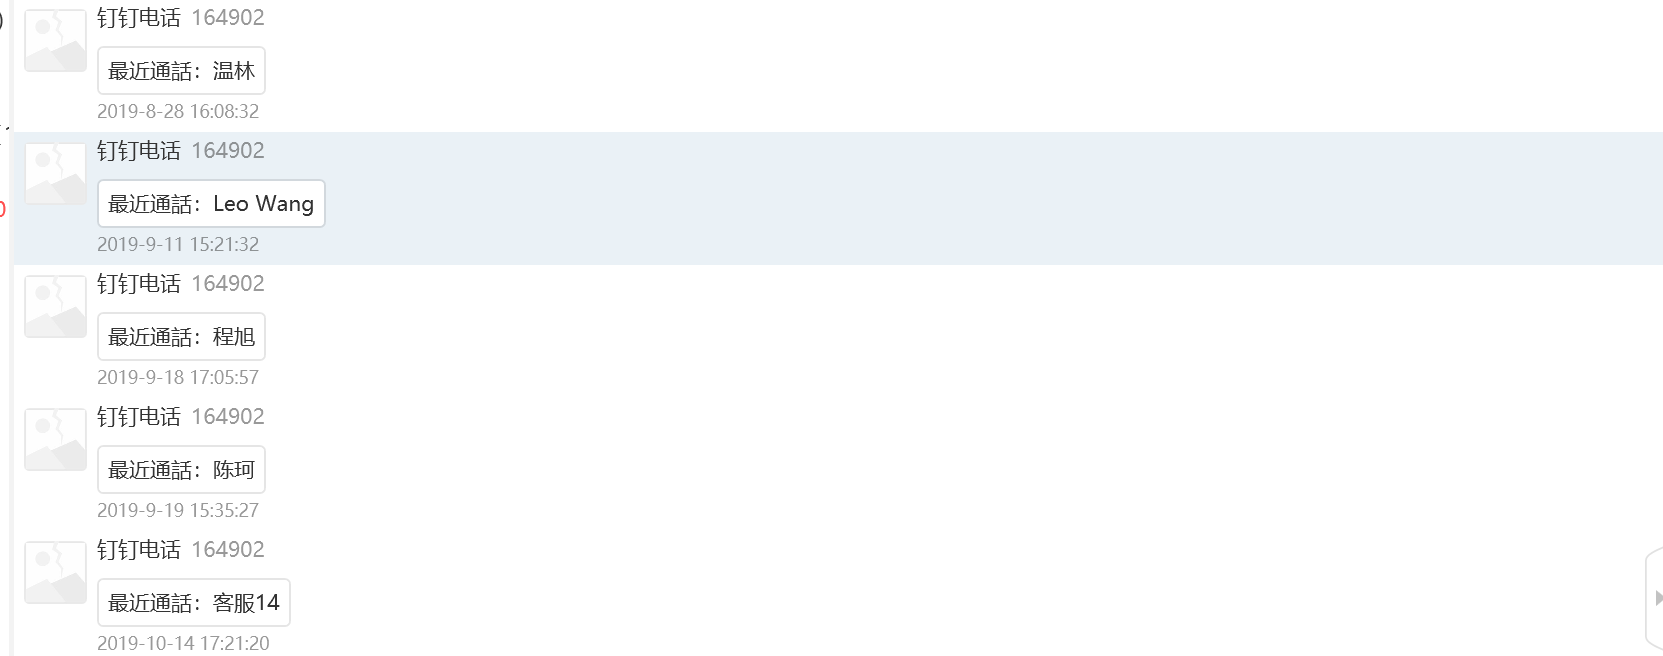 钉钉电话 164902
最近通話：温林
2019-8-28 16:08:32
钉钉电话 164902
最近通話：Leo Wang
2019-9-11 15:21:32
钉钉电话 164902
最近通話：程旭
2019-9-18 17:05:57
钉钉电话 164902
最近通話：陈珂
2019-9-19 15:35:27
钉钉电话 164902
最近通話：客服14
2019-10-14 17:21:20